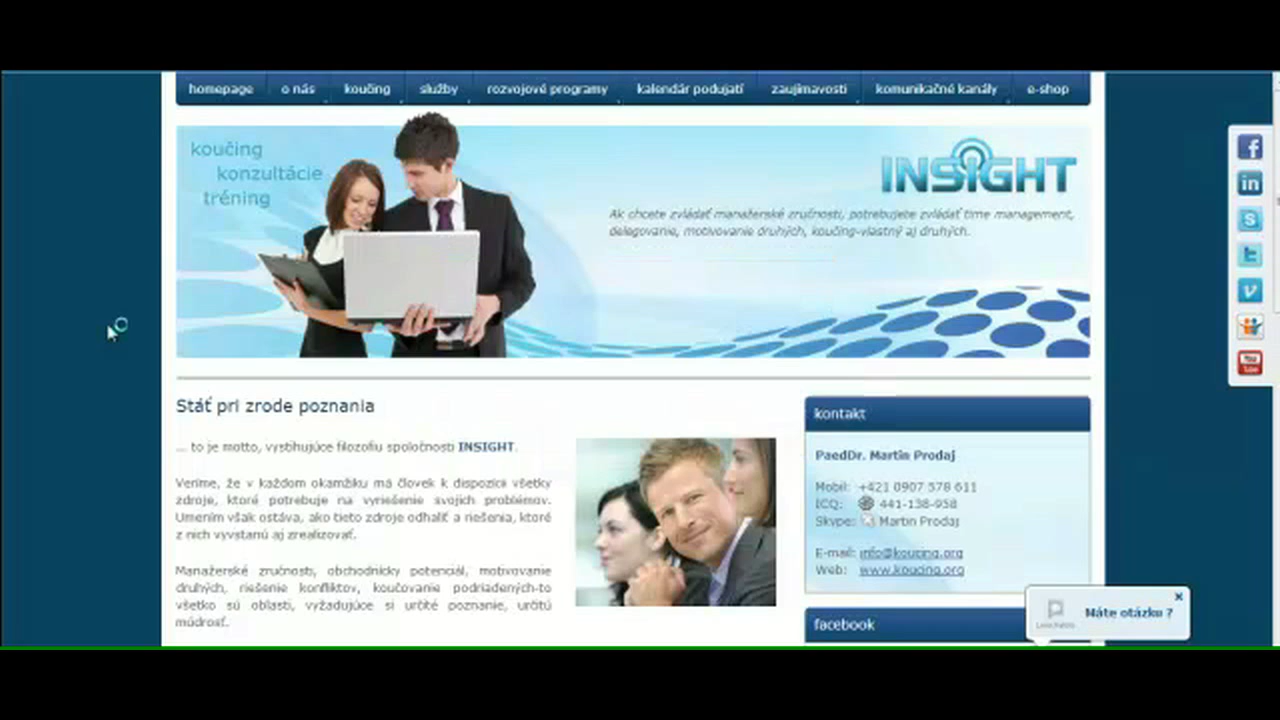 homepage o nás koučing služby rozvojové programy kalendár podujatí zaujímavosti komunikačné kanály e-shop
koučing
konzultácie
tréning
INSIGHT
Ak chcete zvládať manažerské zručnosti, potrebujete zvládať time management,
delegovanie, motivovanie druhých, koučing-vlastný aj druhých.
Stáť pri zrode poznania
... to je motto, vystihujúce filozofiu spoločnosti INSIGHT.
Veríme, že v každom okamžiku má človek k dispozícii všetky
zdroje, ktoré potrebuje na vyriešenie svojich problémov.
Umením však ostáva, ako tieto zdroje odhaliť a riešenia, ktoré
z nich vyvstanú aj zrealizovať.
Manažerské zručnosti, obchodnícky potenciál, motivovanie
druhých, riešenie konfliktov, koučovanie podriadených-to
všetko sú oblasti, vyžadujúce si určité poznanie, určitú
múdrosť.
kontakt
PaedDr. Martin Prodaj
Mobil: +421 0907 578 611
ICQ: 441-138-958
Skype: Martin Prodaj
E-mail: info@koucing.org
Web: www.koucing.org
facebook
Máte otázku ?
You
Tube